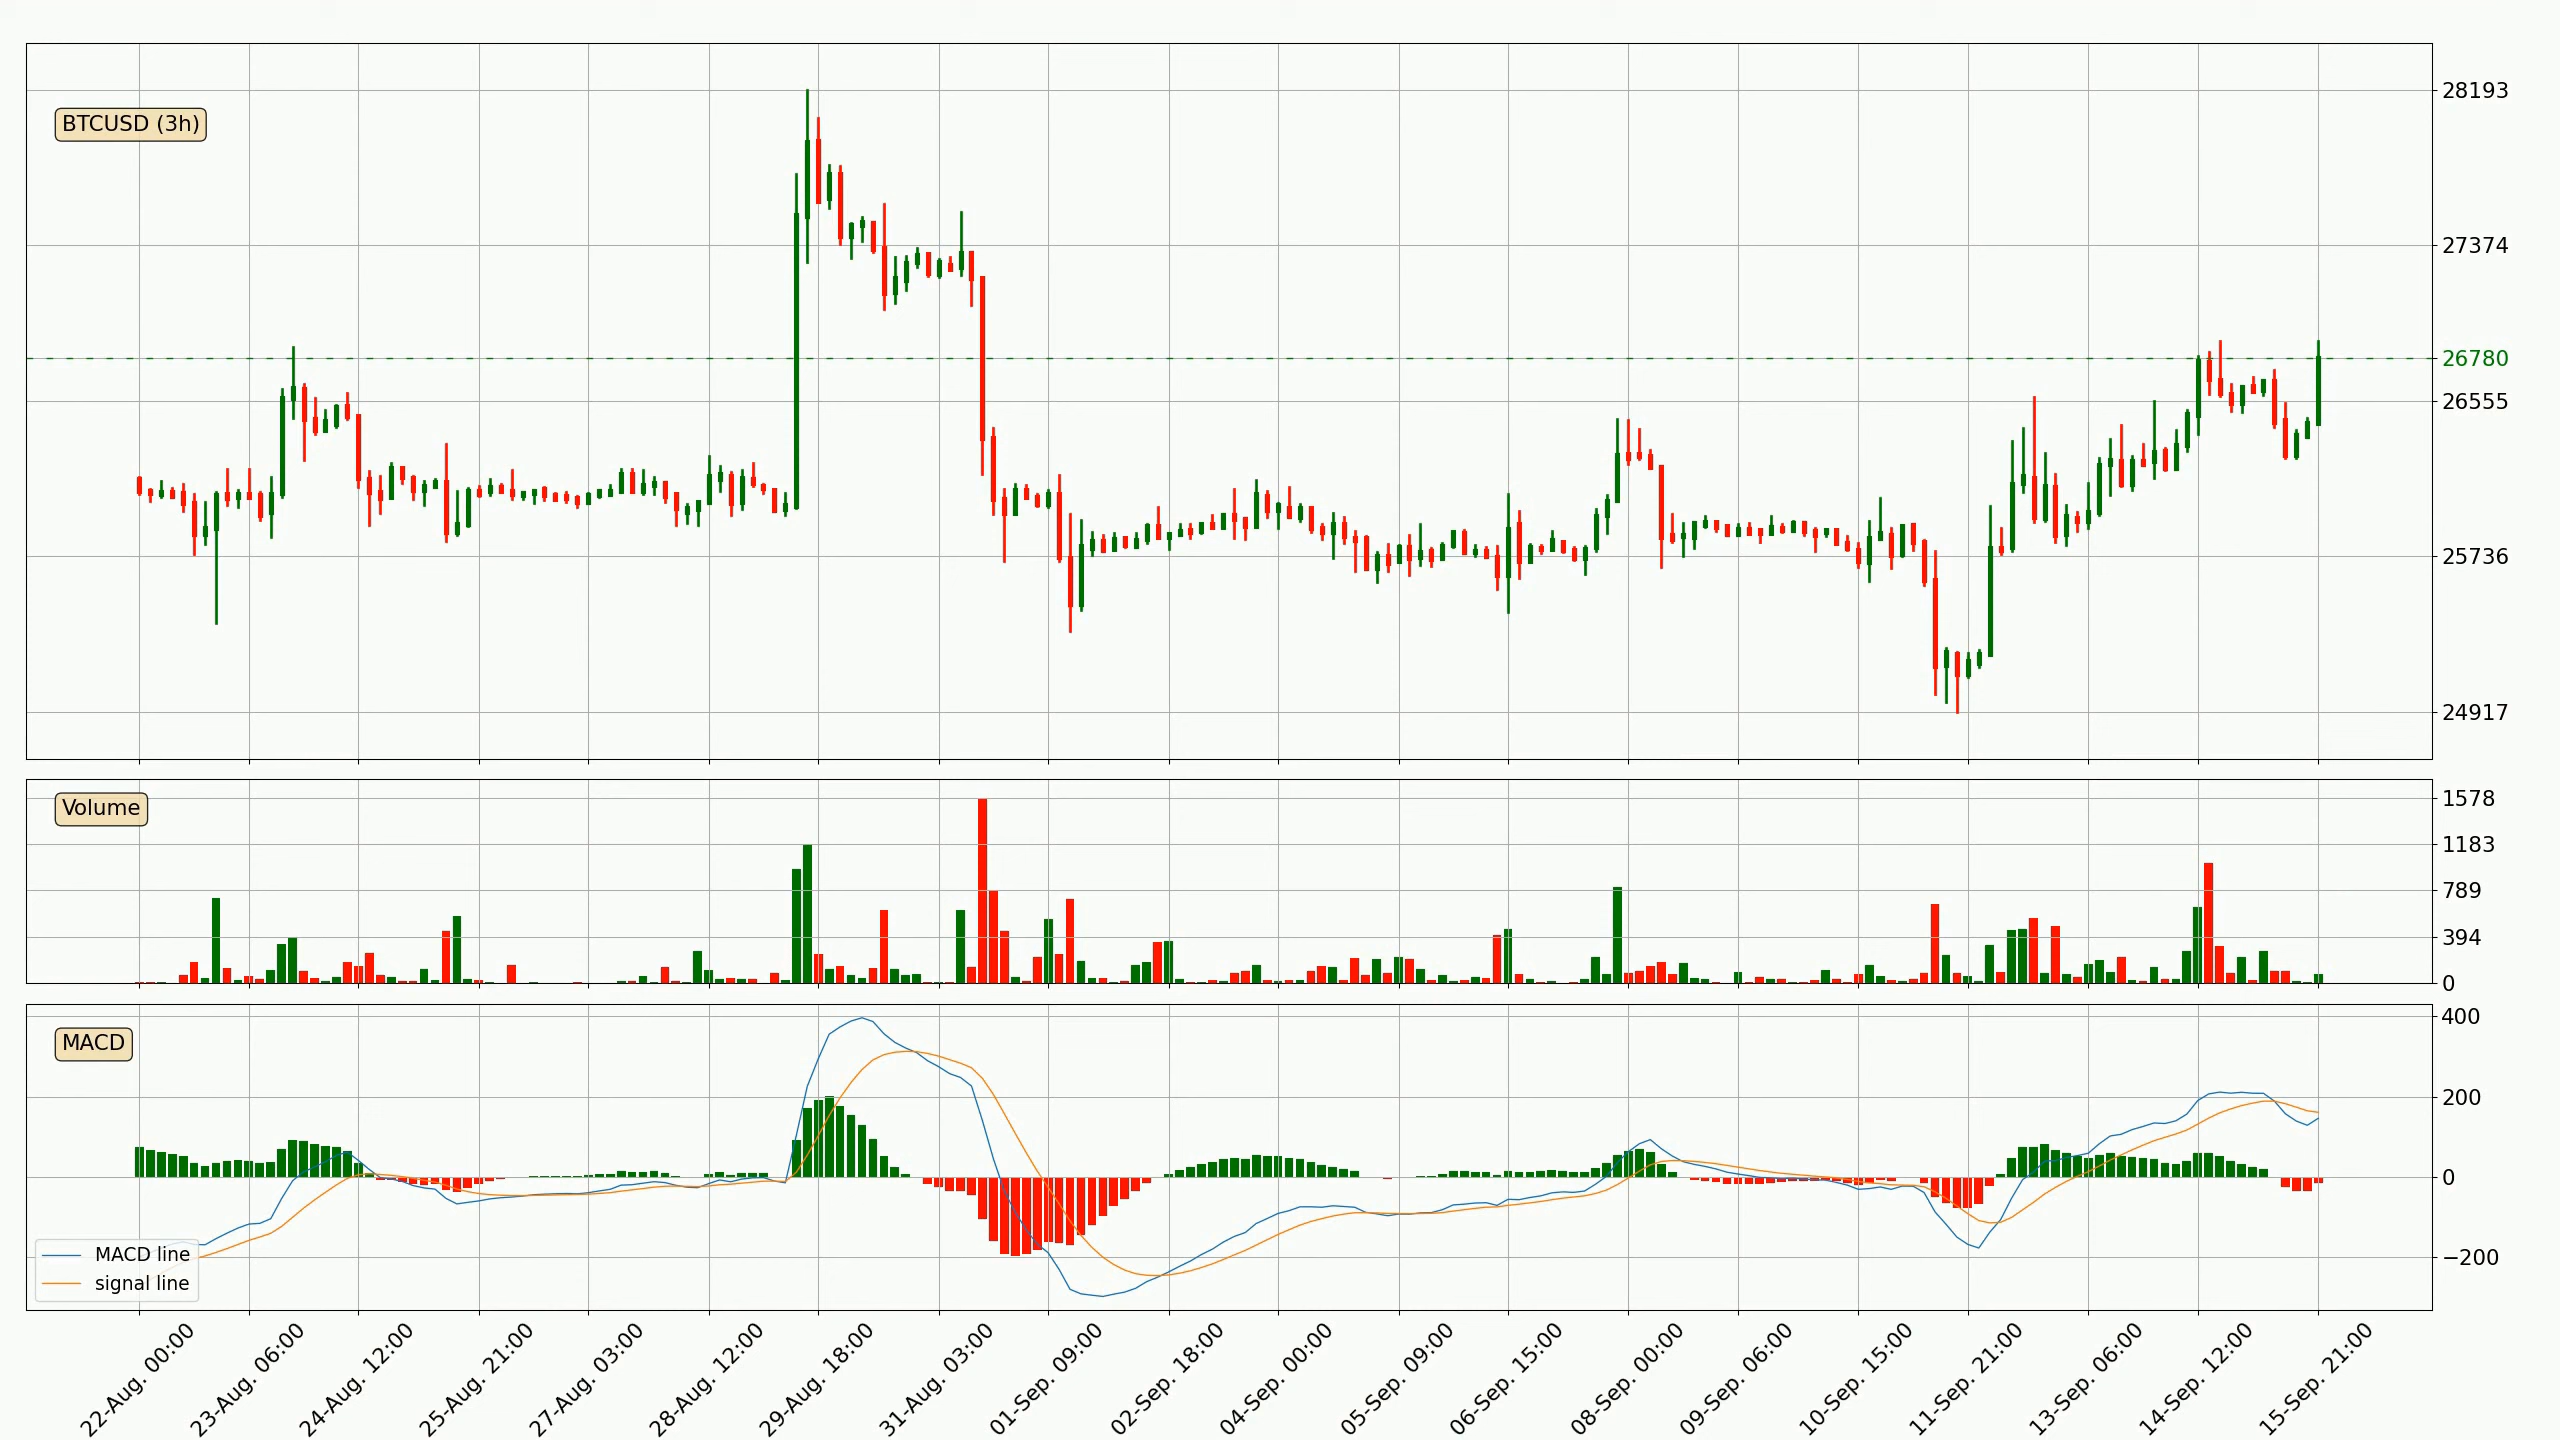 28193
BTCUSD (3h)
27374
26780
26555
25736
24917
Volume
1578
1183
789
394
0
MACD
400
200
0
−200
MACD line
signal line
22-Aug. 00:00
23-Aug. 06:00
24-Aug. 12:00
25-Aug. 21:00
27-Aug. 03:00
28-Aug. 12:00
29-Aug. 18:00
31-Aug. 03:00
01-Sep. 09:00
02-Sep. 18:00
04-Sep. 00:00
05-Sep. 09:00
06-Sep. 15:00
08-Sep. 00:00
09-Sep. 06:00
10-Sep. 15:00
11-Sep. 21:00
13-Sep. 06:00
14-Sep. 12:00
15-Sep. 21:00